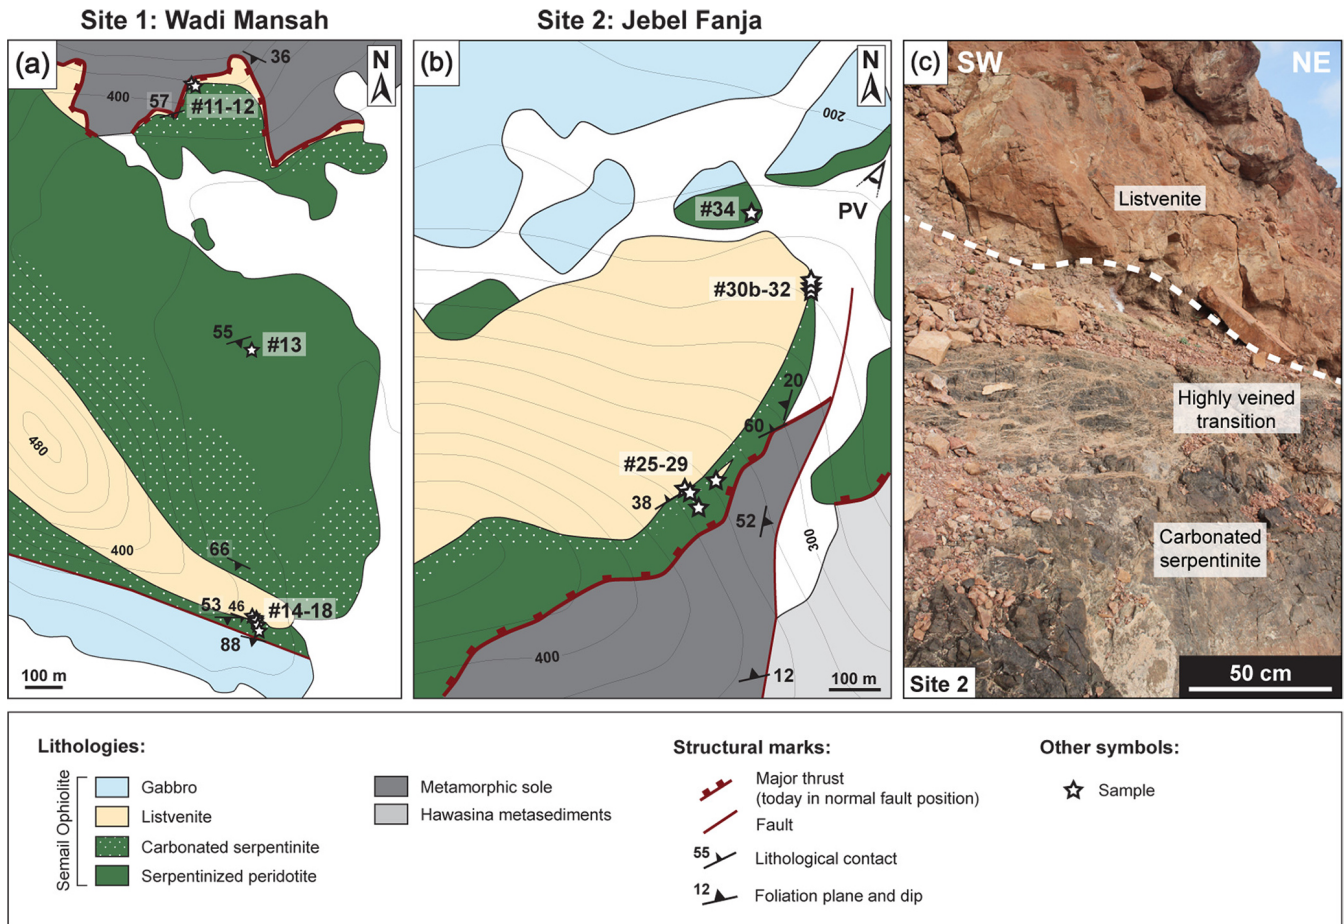 Site 1: Wadi Mansah
Site 2: Jebel Fanja
(a)
N
36
400
57
#11-12
55
#13
480
400
66
53
46
#14-18
88
100 m
(b)
N
200
PV
#34
#30b-32
20
60
#25-29
38
52
300
400
12
100 m
(c)
SW
NE
Listvenite
Highly veined
transition
Carbonated
serpentinite
Site 2
50 cm
Lithologies:
Semail Ophiolite
Gabbro
Listvenite
Carbonated serpentinite
Serpentinized peridotite
Metamorphic sole
Hawasina metasediments
Structural marks:
Major thrust
(today in normal fault position)
Fault
55
Lithological contact
12
Foliation plane and dip
Other symbols:
Sample